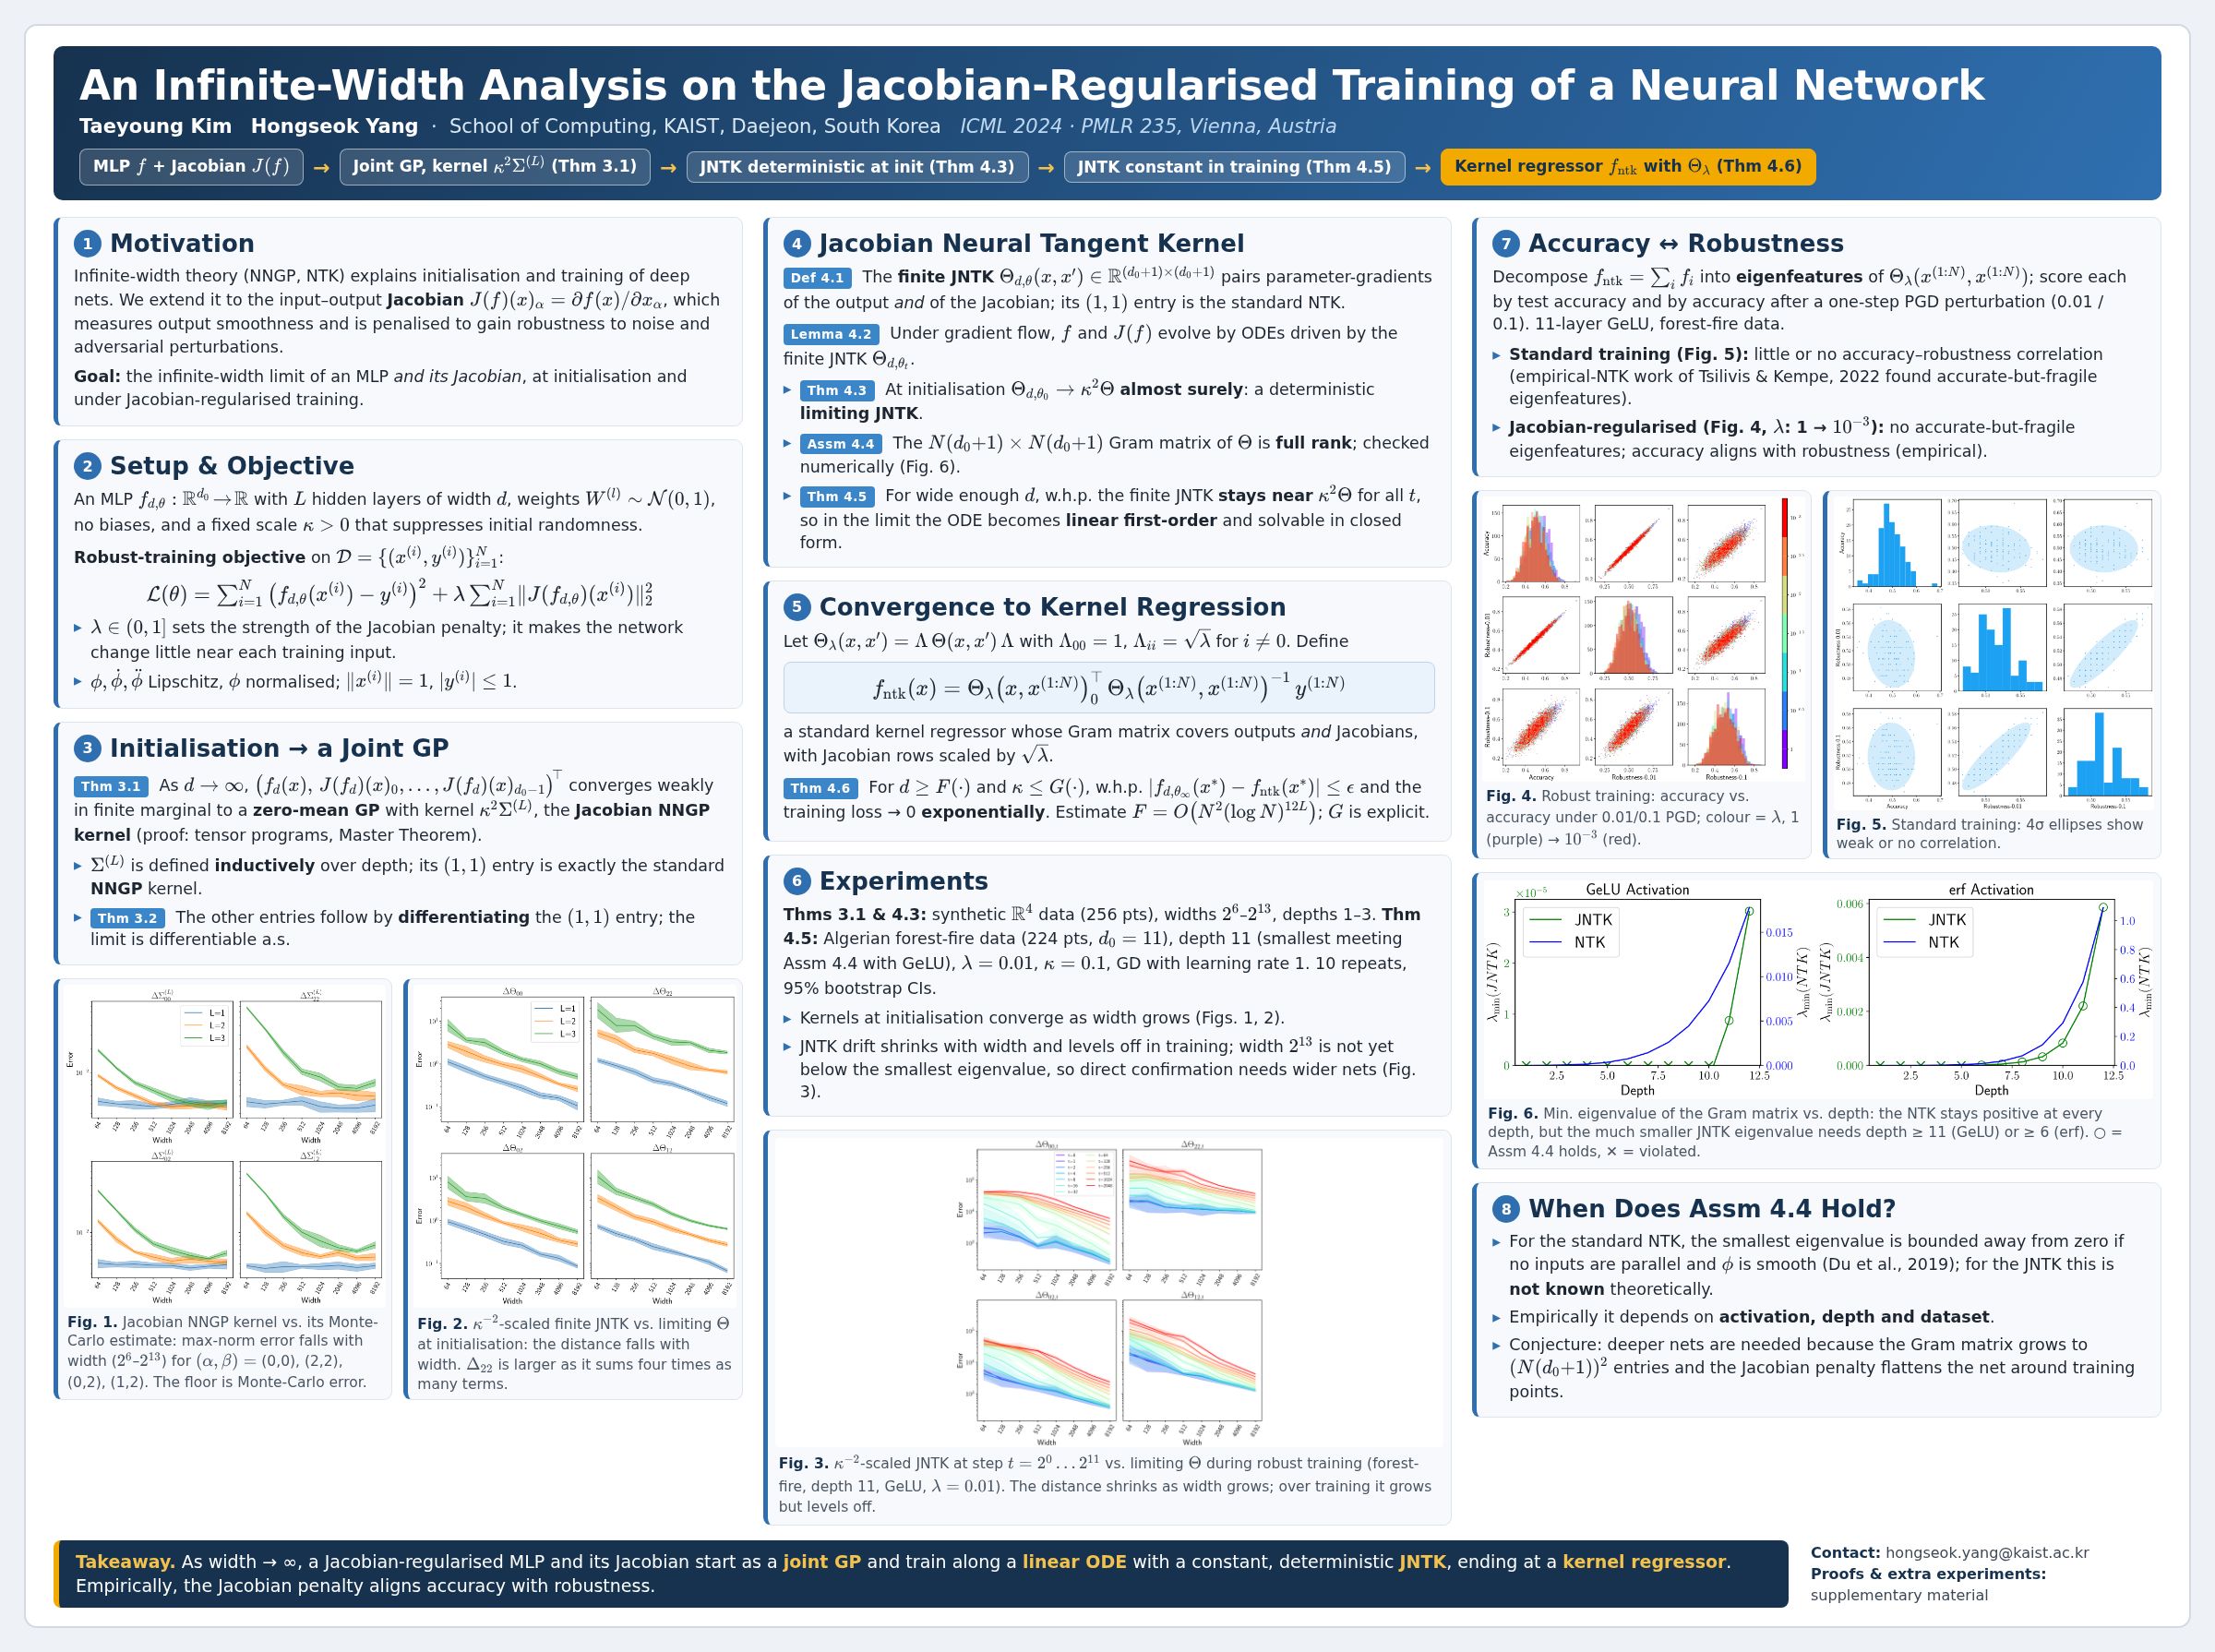 An Infinite-Width Analysis on the Jacobian-Regularised Training of a Neural Network
Taeyoung Kim Hongseok Yang · School of Computing, KAIST, Daejeon, South Korea ICML 2024 · PMLR 235, Vienna, Austria
MLP f + Jacobian J(f) → Joint GP, kernel κ²Σ^(L) (Thm 3.1) → JNTK deterministic at init (Thm 4.3) → JNTK constant in training (Thm 4.5) → Kernel regressor f_ntk with Θ_λ (Thm 4.6)
1 Motivation
Infinite-width theory (NNGP, NTK) explains initialisation and training of deep
nets. We extend it to the input–output Jacobian J(f)(x)_α = ∂f(x)/∂x_α, which
measures output smoothness and is penalised to gain robustness to noise and
adversarial perturbations.
Goal: the infinite-width limit of an MLP and its Jacobian, at initialisation and
under Jacobian-regularised training.
2 Setup & Objective
An MLP f_{d,θ} : ℝ^{d_0} → ℝ with L hidden layers of width d, weights W^(l) ∼ 𝒩(0, 1),
no biases, and a fixed scale κ > 0 that suppresses initial randomness.
Robust-training objective on 𝒟 = {(x^(i), y^(i))}_{i=1}^N:
ℒ(θ) = ∑_{i=1}^N (f_{d,θ}(x^(i)) − y^(i))² + λ ∑_{i=1}^N ‖J(f_{d,θ})(x^(i))‖_2^2
▸ λ ∈ (0, 1] sets the strength of the Jacobian penalty; it makes the network
change little near each training input.
▸ ϕ, ϕ̇, ϕ̈ Lipschitz, ϕ normalised; ‖x^(i)‖ = 1, |y^(i)| ≤ 1.
3 Initialisation → a Joint GP
Thm 3.1 As d → ∞, (f_d(x), J(f_d)(x)_0, …, J(f_d)(x)_{d_0−1})^⊤ converges weakly
in finite marginal to a zero-mean GP with kernel κ²Σ^(L), the Jacobian NNGP
kernel (proof: tensor programs, Master Theorem).
▸ Σ^(L) is defined inductively over depth; its (1, 1) entry is exactly the standard
NNGP kernel.
▸ Thm 3.2 The other entries follow by differentiating the (1, 1) entry; the
limit is differentiable a.s.
Fig. 1. Jacobian NNGP kernel vs. its Monte-
Carlo estimate: max-norm error falls with
width (2^6–2^13) for (α, β) = (0,0), (2,2),
(0,2), (1,2). The floor is Monte-Carlo error.
Fig. 2. κ^−2-scaled finite JNTK vs. limiting Θ
at initialisation: the distance falls with
width. Δ_22 is larger as it sums four times as
many terms.
4 Jacobian Neural Tangent Kernel
Def 4.1 The finite JNTK Θ_{d,θ}(x, x′) ∈ ℝ^{(d_0+1)×(d_0+1)} pairs parameter-gradients
of the output and of the Jacobian; its (1, 1) entry is the standard NTK.
Lemma 4.2 Under gradient flow, f and J(f) evolve by ODEs driven by the
finite JNTK Θ_{d,θ_t}.
▸ Thm 4.3 At initialisation Θ_{d,θ_0} → κ²Θ almost surely: a deterministic
limiting JNTK.
▸ Assm 4.4 The N(d_0+1) × N(d_0+1) Gram matrix of Θ is full rank; checked
numerically (Fig. 6).
▸ Thm 4.5 For wide enough d, w.h.p. the finite JNTK stays near κ²Θ for all t,
so in the limit the ODE becomes linear first-order and solvable in closed
form.
5 Convergence to Kernel Regression
Let Θ_λ(x, x′) = Λ Θ(x, x′) Λ with Λ_00 = 1, Λ_ii = √λ for i ≠ 0. Define
f_ntk(x) = Θ_λ(x, x^(1:N))_0^⊤ Θ_λ(x^(1:N), x^(1:N))^−1 y^(1:N)
a standard kernel regressor whose Gram matrix covers outputs and Jacobians,
with Jacobian rows scaled by √λ.
Thm 4.6 For d ≥ F(·) and κ ≤ G(·), w.h.p. |f_{d,θ_∞}(x*) − f_ntk(x*)| ≤ ϵ and the
training loss → 0 exponentially. Estimate F = O(N²(log N)^{12L}); G is explicit.
6 Experiments
Thms 3.1 & 4.3: synthetic ℝ^4 data (256 pts), widths 2^6–2^13, depths 1–3. Thm
4.5: Algerian forest-fire data (224 pts, d_0 = 11), depth 11 (smallest meeting
Assm 4.4 with GeLU), λ = 0.01, κ = 0.1, GD with learning rate 1. 10 repeats,
95% bootstrap CIs.
▸ Kernels at initialisation converge as width grows (Figs. 1, 2).
▸ JNTK drift shrinks with width and levels off in training; width 2^13 is not yet
below the smallest eigenvalue, so direct confirmation needs wider nets (Fig.
3).
Fig. 3. κ^−2-scaled JNTK at step t = 2^0 … 2^11 vs. limiting Θ during robust training (forest-
fire, depth 11, GeLU, λ = 0.01). The distance shrinks as width grows; over training it grows
but levels off.
7 Accuracy ↔ Robustness
Decompose f_ntk = ∑_i f_i into eigenfeatures of Θ_λ(x^(1:N), x^(1:N)); score each
by test accuracy and by accuracy after a one-step PGD perturbation (0.01 /
0.1). 11-layer GeLU, forest-fire data.
▸ Standard training (Fig. 5): little or no accuracy–robustness correlation
(empirical-NTK work of Tsilivis & Kempe, 2022 found accurate-but-fragile
eigenfeatures).
▸ Jacobian-regularised (Fig. 4, λ: 1 → 10^−3): no accurate-but-fragile
eigenfeatures; accuracy aligns with robustness (empirical).
Fig. 4. Robust training: accuracy vs.
accuracy under 0.01/0.1 PGD; colour = λ, 1
(purple) → 10^−3 (red).
Fig. 5. Standard training: 4σ ellipses show
weak or no correlation.
GeLU Activation
JNTK
NTK
Depth
erf Activation
JNTK
NTK
Depth
Fig. 6. Min. eigenvalue of the Gram matrix vs. depth: the NTK stays positive at every
depth, but the much smaller JNTK eigenvalue needs depth ≥ 11 (GeLU) or ≥ 6 (erf). ○ =
Assm 4.4 holds, × = violated.
8 When Does Assm 4.4 Hold?
▸ For the standard NTK, the smallest eigenvalue is bounded away from zero if
no inputs are parallel and ϕ is smooth (Du et al., 2019); for the JNTK this is
not known theoretically.
▸ Empirically it depends on activation, depth and dataset.
▸ Conjecture: deeper nets are needed because the Gram matrix grows to
(N(d_0+1))² entries and the Jacobian penalty flattens the net around training
points.
Takeaway. As width → ∞, a Jacobian-regularised MLP and its Jacobian start as a joint GP and train along a linear ODE with a constant, deterministic JNTK, ending at a kernel regressor.
Empirically, the Jacobian penalty aligns accuracy with robustness.
Contact: hongseok.yang@kaist.ac.kr
Proofs & extra experiments:
supplementary material